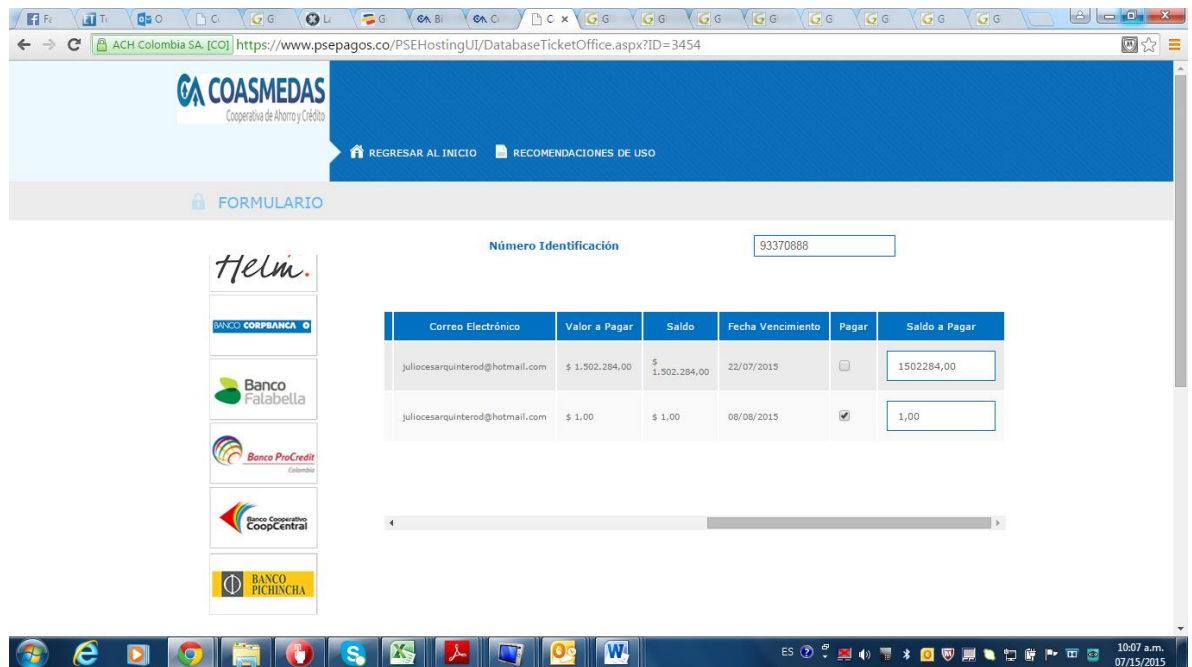 ACH Colombia SA. [CO] https://www.psepagos.co/PSEHostingUI/DatabaseTicketOffice.aspx?ID=3454
COASMEDAS
Cooperativa de Ahorro y Crédito
REGRESAR AL INICIO RECOMENDACIONES DE USO
FORMULARIO
Número Identificación 93370888
Helm.
BANCO CORPBANCA
Banco
Falabella
Banco ProCredit
Colombia
Banco Cooperativo
CoopCentral
BANCO
PICHINCHA
Correo Electrónico Valor a Pagar Saldo Fecha Vencimiento Pagar Saldo a Pagar
juliocesarquinterod@hotmail.com $ 1.502.284,00 $ 1.502.284,00 22/07/2015 1502284,00
juliocesarquinterod@hotmail.com $ 1,00 $ 1,00 08/08/2015 1,00
ES 10:07 a.m.
07/15/2015